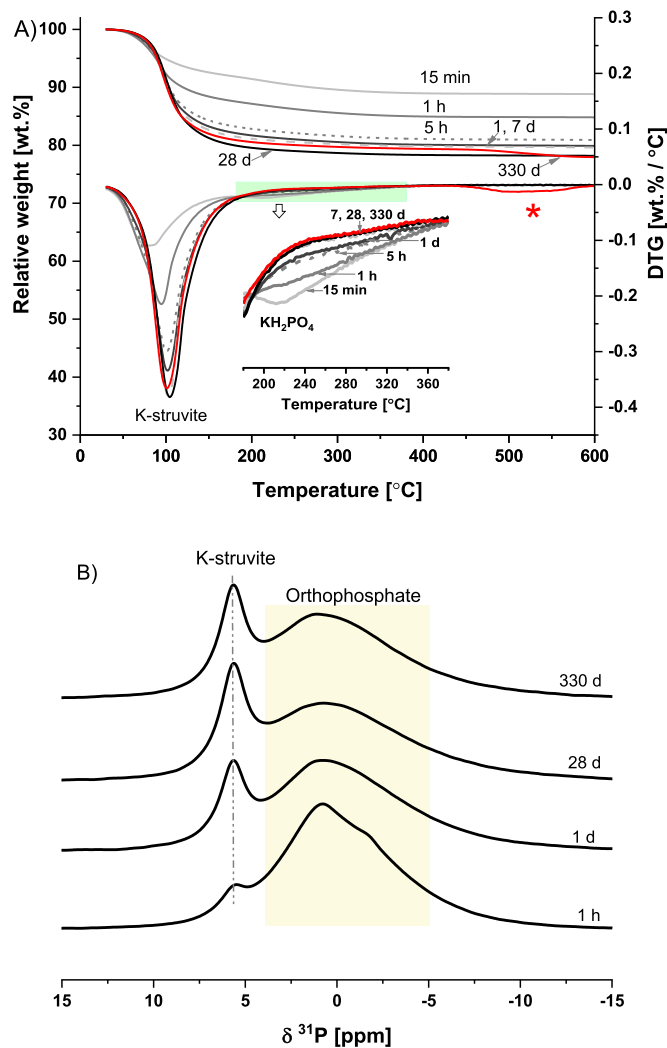 A)
100
90
80
70
60
50
40
30
Relative weight [wt.%]
0.3
0.2
0.1
0.0
-0.1
-0.2
-0.3
-0.4
DTG [wt.% / °C]
15 min
1 h
5 h
1, 7 d
28 d
330 d
*
7, 28, 330 d
1 d
5 h
1 h
15 min
KH₂PO₄
200 240 280 320 360
Temperature [°C]
K-struvite
0 100 200 300 400 500 600
Temperature [°C]
B)
K-struvite
Orthophosphate
330 d
28 d
1 d
1 h
15 10 5 0 -5 -10 -15
δ ³¹P [ppm]